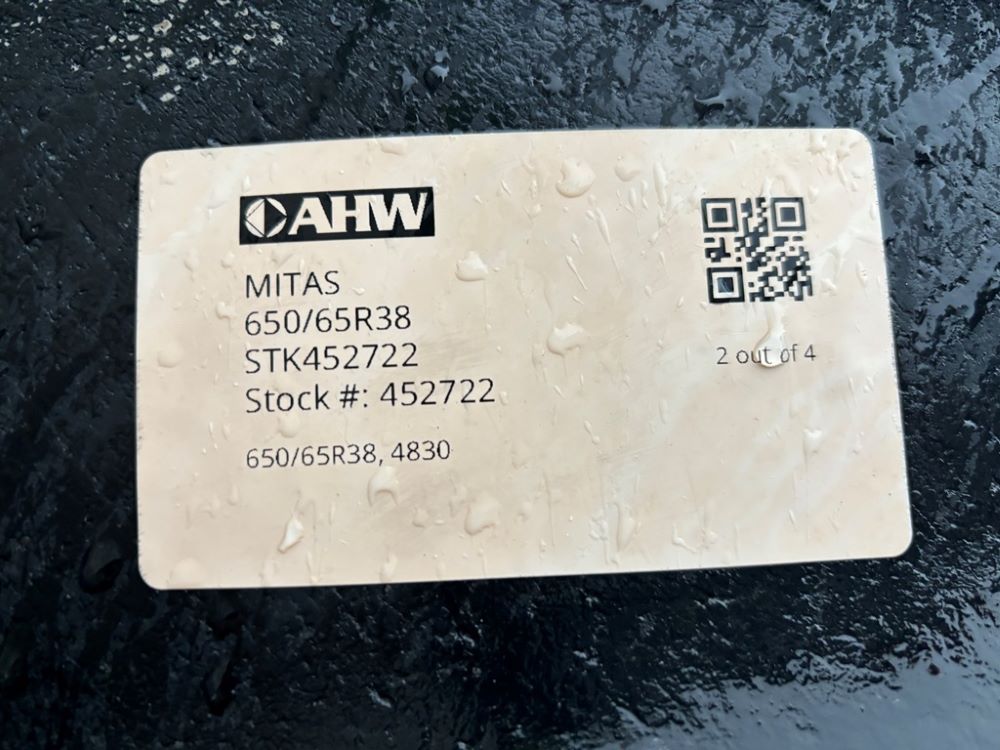 AHW
MITAS
650/65R38
STK452722
Stock #: 452722
650/65R38, 4830
2 out of 4